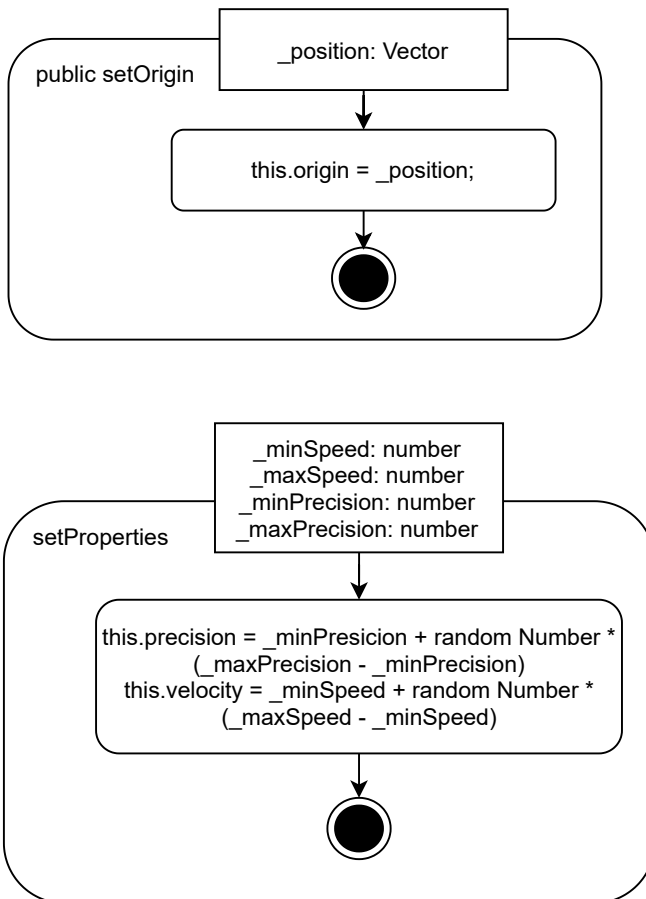 _position: Vector
public setOrigin
this.origin = _position;
_minSpeed: number
_maxSpeed: number
_minPrecision: number
_maxPrecision: number
setProperties
this.precision = _minPresicion + random Number *
(_maxPrecision - _minPrecision)
this.velocity = _minSpeed + random Number *
(_maxSpeed - _minSpeed)